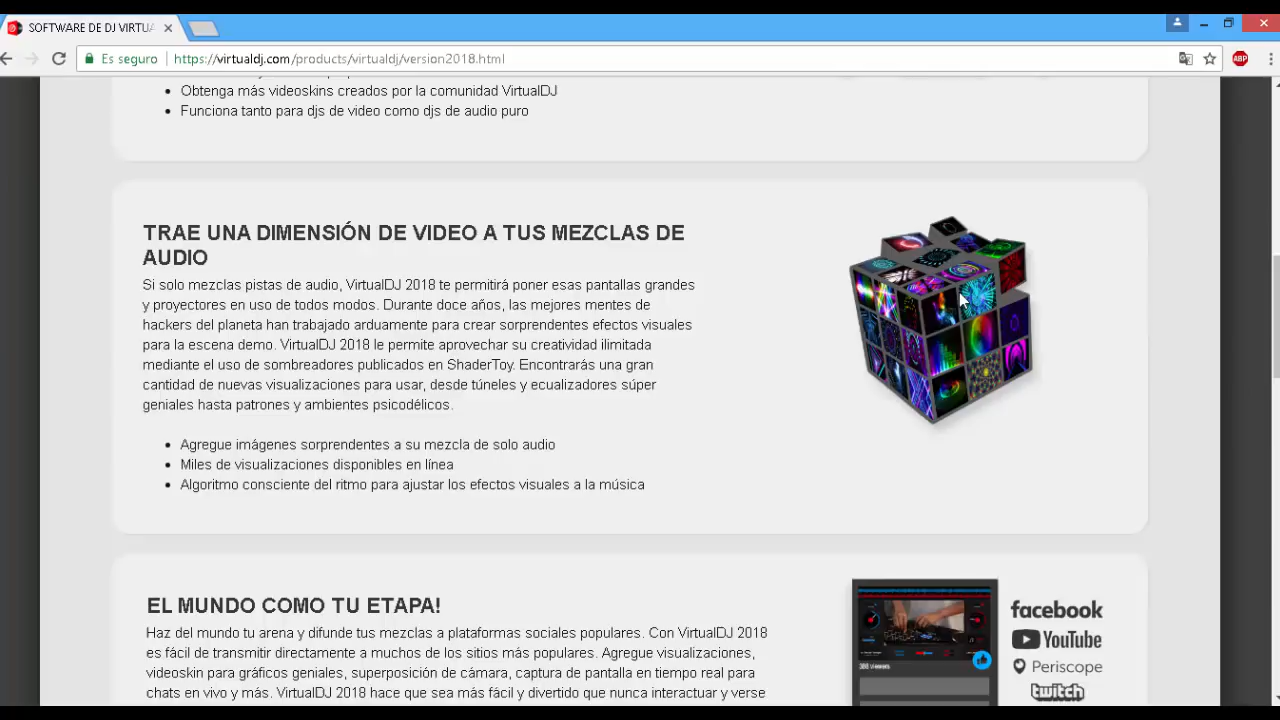 SOFTWARE DE DJ VIRTUA
Es seguro
https://virtualdj.com/products/virtualdj/version2018.html
ABP
Obtenga más videoskins creados por la comunidad VirtualDJ
Funciona tanto para djs de video como djs de audio puro
TRAE UNA DIMENSIÓN DE VIDEO A TUS MEZCLAS DE
AUDIO
Si solo mezclas pistas de audio, VirtualDJ 2018 te permitirá poner esas pantallas grandes
y proyectores en uso de todos modos. Durante doce años, las mejores mentes de
hackers del planeta han trabajado arduamente para crear sorprendentes efectos visuales
para la escena demo. VirtualDJ 2018 le permite aprovechar su creatividad ilimitada
mediante el uso de sombreadores publicados en ShaderToy. Encontrarás una gran
cantidad de nuevas visualizaciones para usar, desde túneles y ecualizadores súper
geniales hasta patrones y ambientes psicodélicos.
Agregue imágenes sorprendentes a su mezcla de solo audio
Miles de visualizaciones disponibles en línea
Algoritmo consciente del ritmo para ajustar los efectos visuales a la música
EL MUNDO COMO TU ETAPA!
Haz del mundo tu arena y difunde tus mezclas a plataformas sociales populares. Con VirtualDJ 2018
es fácil de transmitir directamente a muchos de los sitios más populares. Agregue visualizaciones,
videoskin para gráficos geniales, superposición de cámara, captura de pantalla en tiempo real para
chats en vivo y más. VirtualDJ 2018 hace que sea más fácil y divertido que nunca interactuar y verse
facebook
YouTube
Periscope
twitch